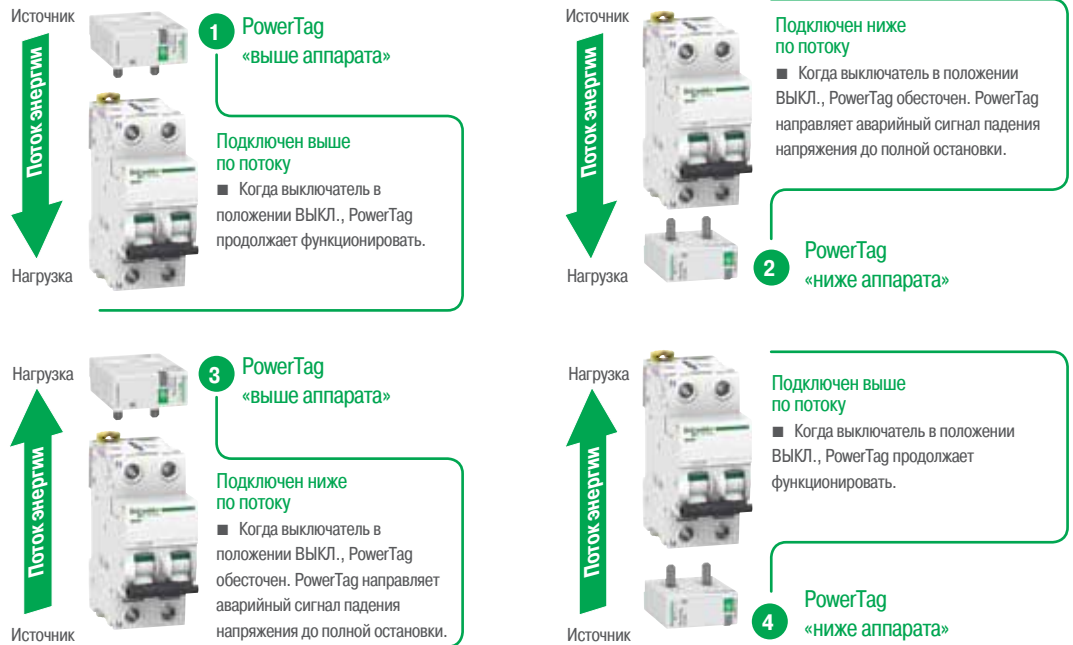 Источник
Поток энергии
Нагрузка
1
PowerTag
«выше аппарата»
Подключен выше
по потоку
■ Когда выключатель в
положении ВЫКЛ., PowerTag
продолжает функционировать.
Источник
Поток энергии
Нагрузка
Подключен ниже
по потоку
■ Когда выключатель в положении
ВЫКЛ., PowerTag обесточен. PowerTag
направляет аварийный сигнал падения
напряжения до полной остановки.
2
PowerTag
«ниже аппарата»
Нагрузка
Поток энергии
Источник
3
PowerTag
«выше аппарата»
Подключен ниже
по потоку
■ Когда выключатель в
положении ВЫКЛ., PowerTag
обесточен. PowerTag направляет
аварийный сигнал падения
напряжения до полной остановки.
Нагрузка
Поток энергии
Источник
Подключен выше
по потоку
■ Когда выключатель в положении
ВЫКЛ., PowerTag продолжает
функционировать.
4
PowerTag
«ниже аппарата»